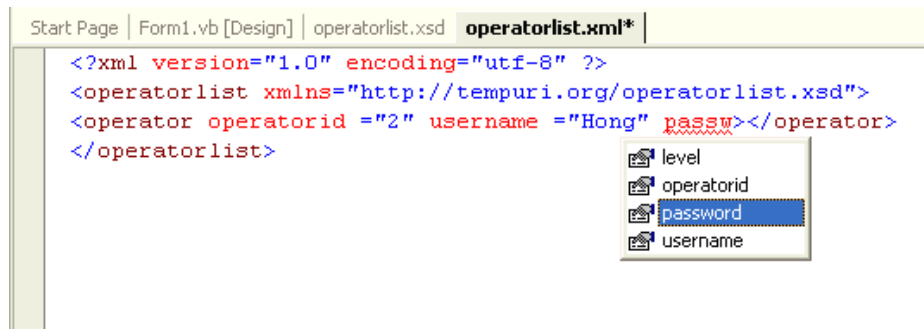 Start Page Form1.vb [Design] operatorlist.xsd operatorlist.xml*
<?xml version="1.0" encoding="utf-8" ?>
<operatorlist xmlns="http://tempuri.org/operatorlist.xsd">
<operator operatorid ="2" username ="Hong" passw></operator>
</operatorlist>
level
operatorid
password
username